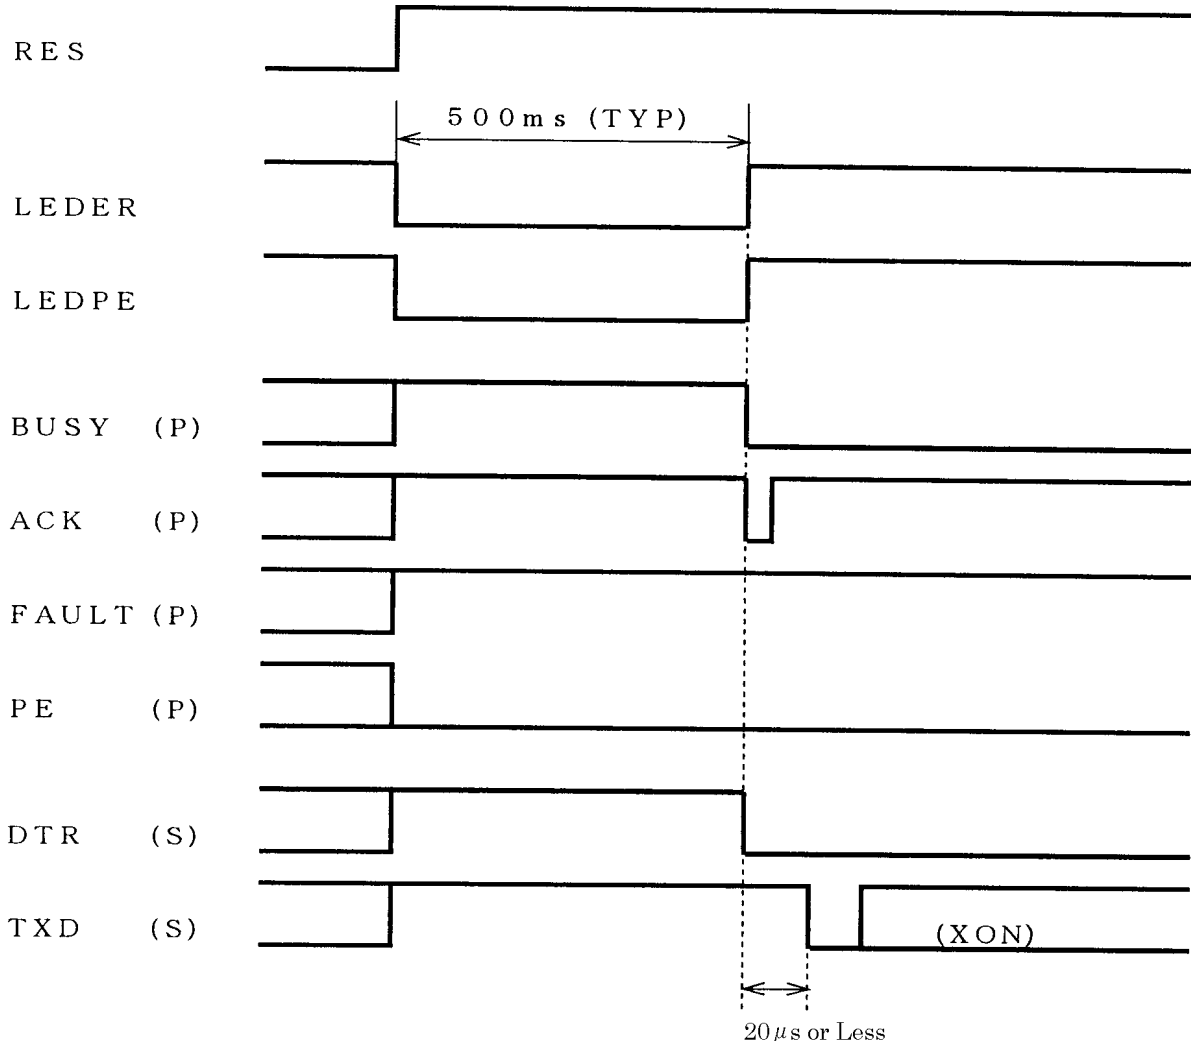 RES
500ms (TYP)
LEDER
LEDPE
BUSY (P)
ACK (P)
FAULT (P)
PE (P)
DTR (S)
TXD (S)
(XON)
20μs or Less